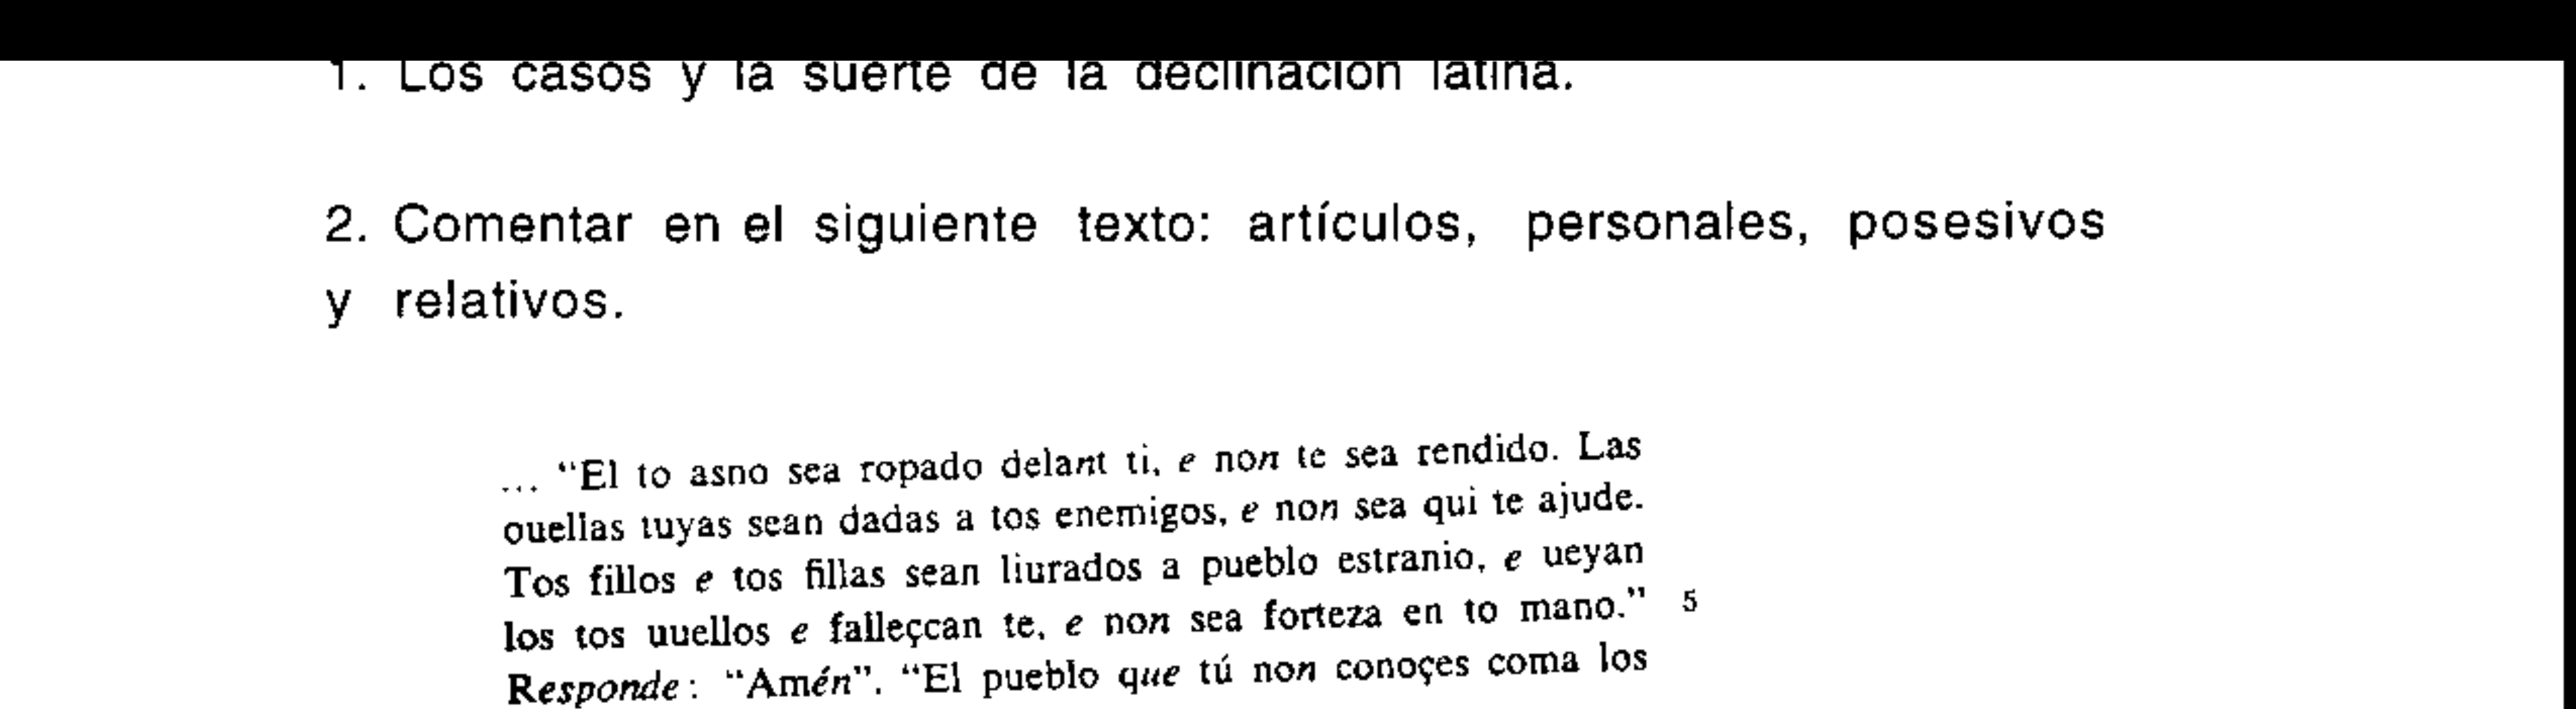 1. Los casos y la suerte de la declinación latina.
2. Comentar en el siguiente texto: artículos, personales, posesivos
y relativos.
... “El to asno sea ropado delant ti, e non te sea rendido. Las
ouellas tuyas sean dadas a tos enemigos, e non sea qui te ajude.
Tos fillos e tos fillas sean liurados a pueblo estranio, e ueyan
los tos uuellos e falleçcan te, e non sea forteza en to mano.” 5
Responde: “Amén”. “El pueblo que tú non conoçes coma los